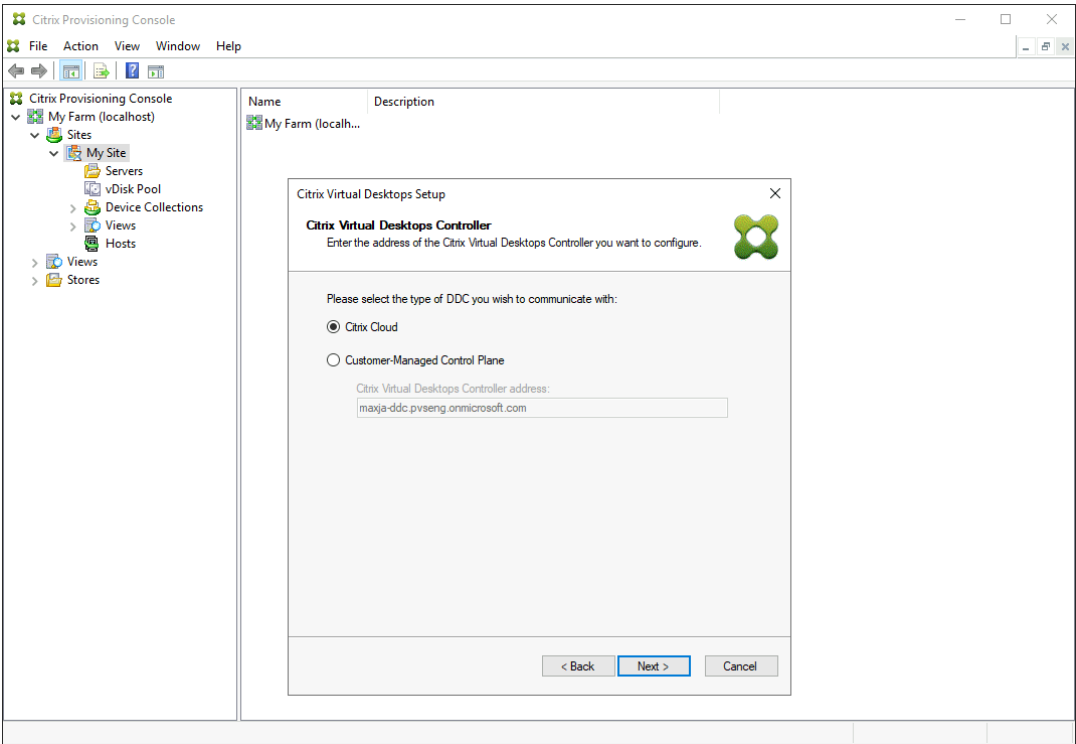 Citrix Provisioning Console
File Action View Window Help
Citrix Provisioning Console
My Farm (localhost)
Sites
My Site
Servers
vDisk Pool
Device Collections
Views
Hosts
Views
Stores
Name Description
My Farm (localh...
Citrix Virtual Desktops Setup
Citrix Virtual Desktops Controller
Enter the address of the Citrix Virtual Desktops Controller you want to configure.
Please select the type of DDC you wish to communicate with:
Citrix Cloud
Customer-Managed Control Plane
Citrix Virtual Desktops Controller address:
maxja-ddc.pvseng.onmicrosoft.com
< Back Next > Cancel